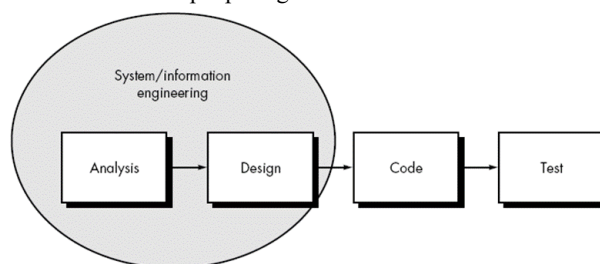 System/information
engineering
Analysis
Design
Code
Test